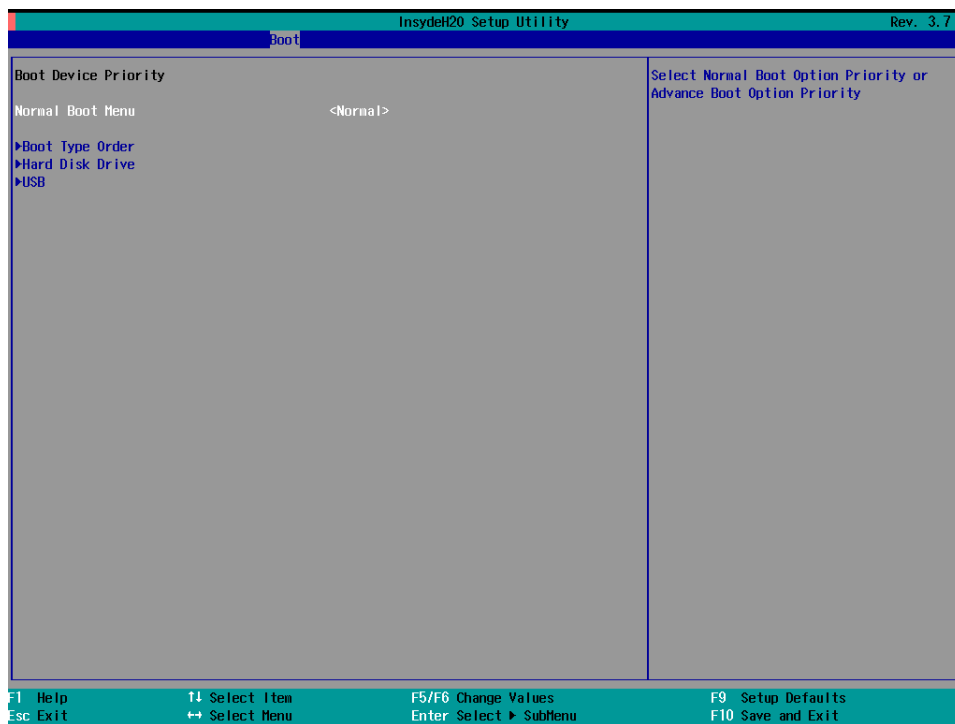 InsydeH20 Setup Utility Rev. 3.7
Boot
Boot Device Priority
Normal Boot Menu <Normal>
▶Boot Type Order
▶Hard Disk Drive
▶USB
Select Normal Boot Option Priority or
Advance Boot Option Priority
F1 Help ↑↓ Select Item F5/F6 Change Values F9 Setup Defaults
Esc Exit ↔ Select Menu Enter Select ▶ SubMenu F10 Save and Exit